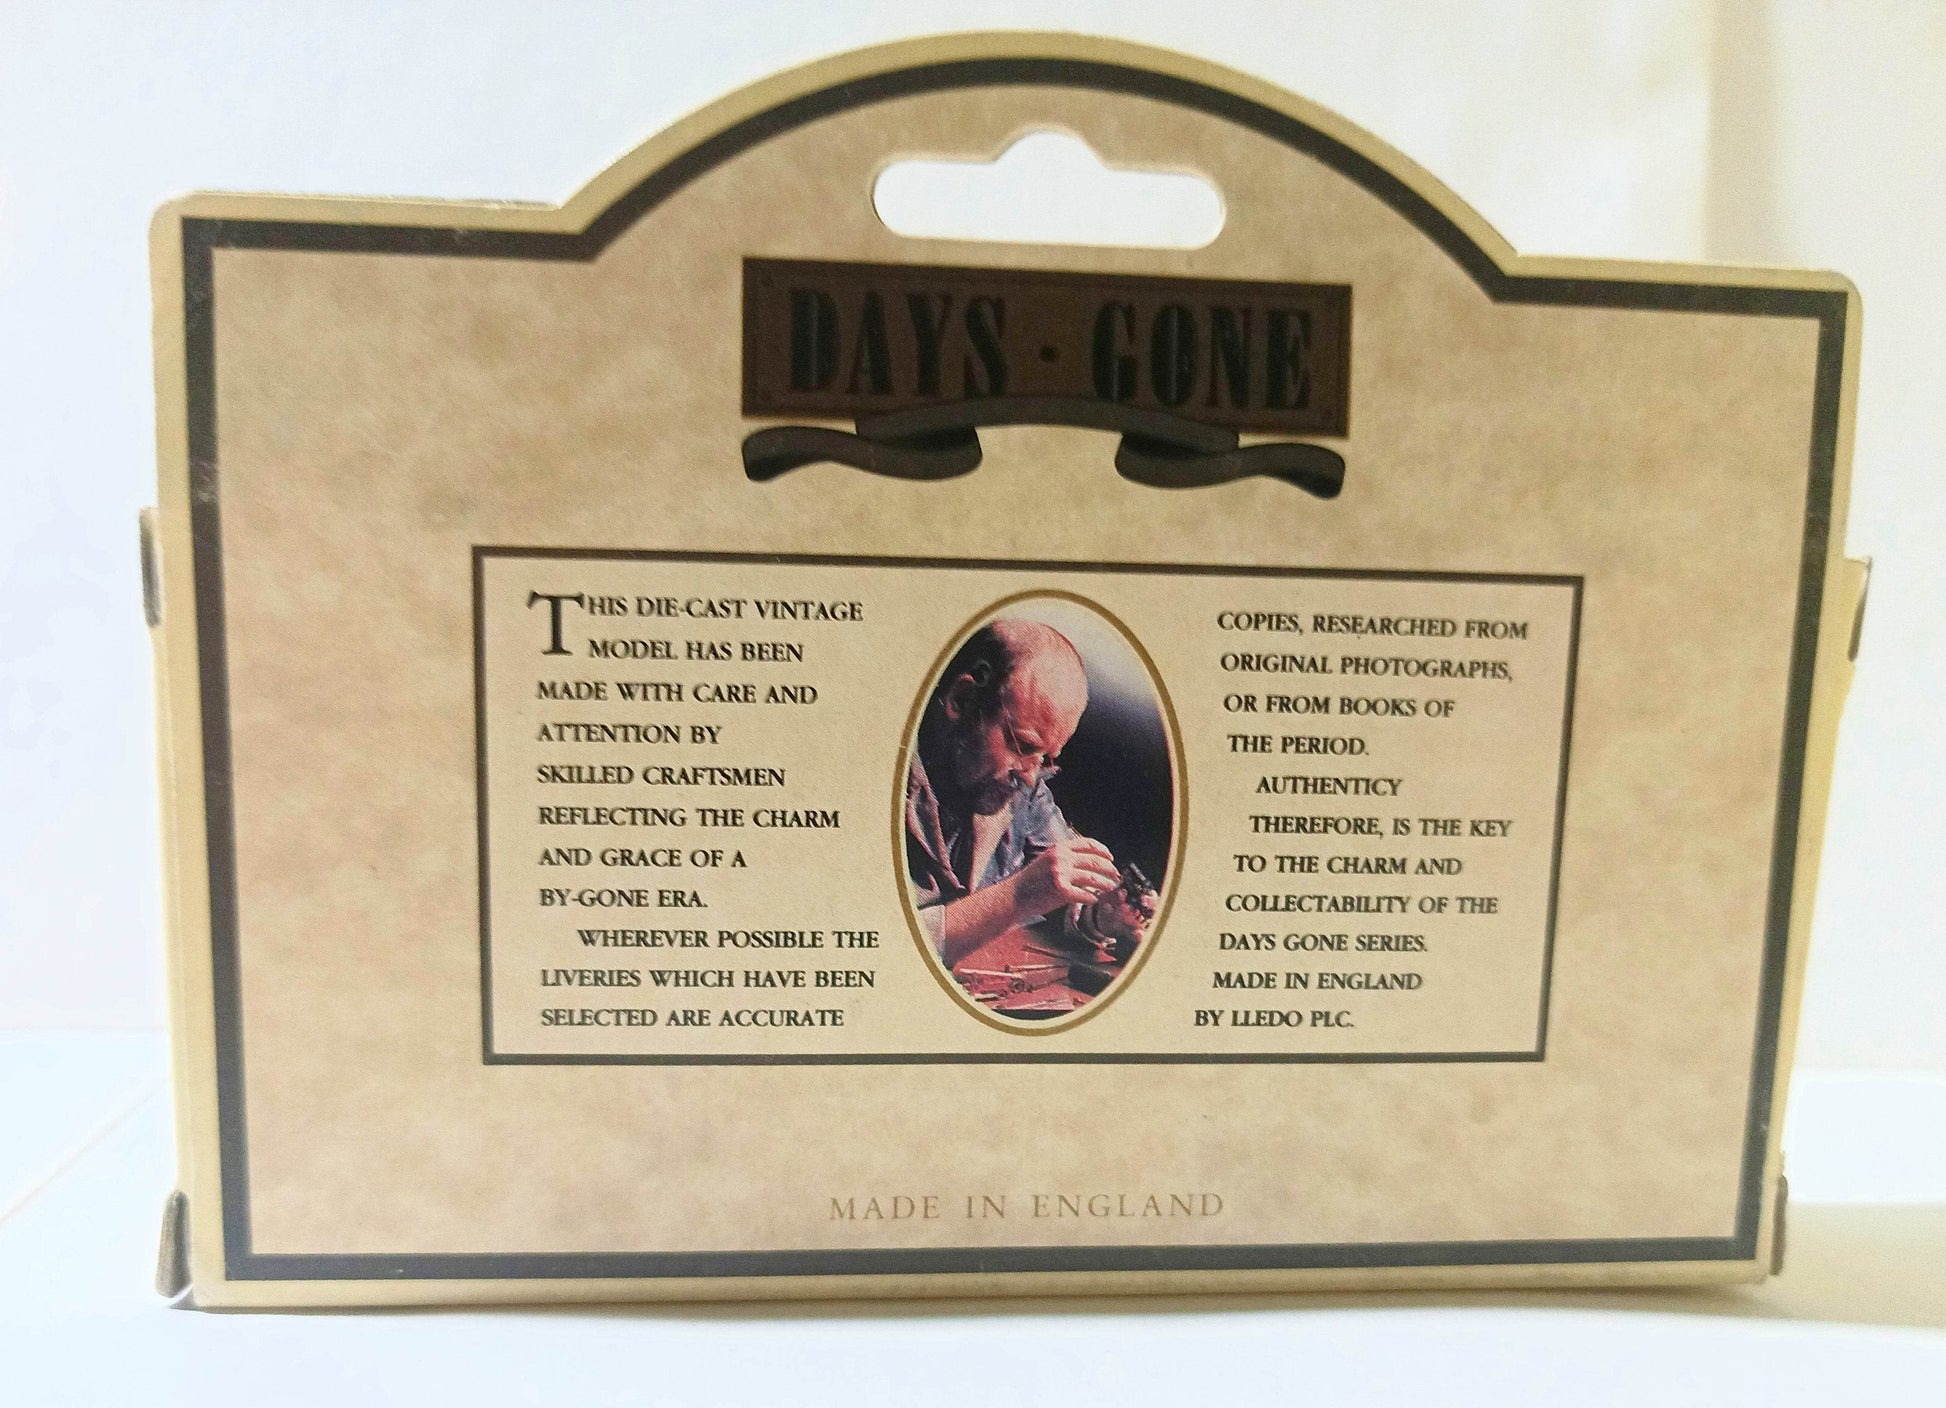 DAYS · GONE
THIS DIE-CAST VINTAGE
MODEL HAS BEEN
MADE WITH CARE AND
ATTENTION BY
SKILLED CRAFTSMEN
REFLECTING THE CHARM
AND GRACE OF A
BY-GONE ERA.
WHEREVER POSSIBLE THE
LIVERIES WHICH HAVE BEEN
SELECTED ARE ACCURATE
COPIES, RESEARCHED FROM
ORIGINAL PHOTOGRAPHS,
OR FROM BOOKS OF
THE PERIOD.
AUTHENTICY
THEREFORE, IS THE KEY
TO THE CHARM AND
COLLECTABILITY OF THE
DAYS GONE SERIES.
MADE IN ENGLAND
BY LLEDO PLC.
MADE IN ENGLAND